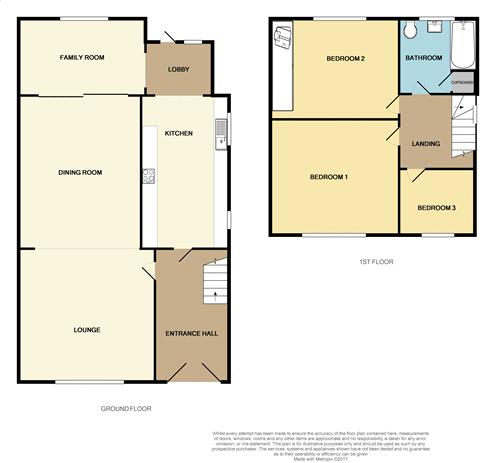 FAMILY ROOM
LOBBY
KITCHEN
DINING ROOM
LOUNGE
ENTRANCE HALL
GROUND FLOOR
BEDROOM 2
BATHROOM
CUPBOARD
LANDING
BEDROOM 1
BEDROOM 3
1ST FLOOR
Whilst every attempt has been made to ensure the accuracy of the floor plan contained here, measurements
of doors, windows, rooms and any other items are approximate and no responsibility is taken for any error,
omission, or mis-statement. This plan is for illustrative purposes only and should be used as such by any
prospective purchaser. The services, systems and appliances shown have not been tested and no guarantee
as to their operability or efficiency can be given
Made with Metropix ©2017